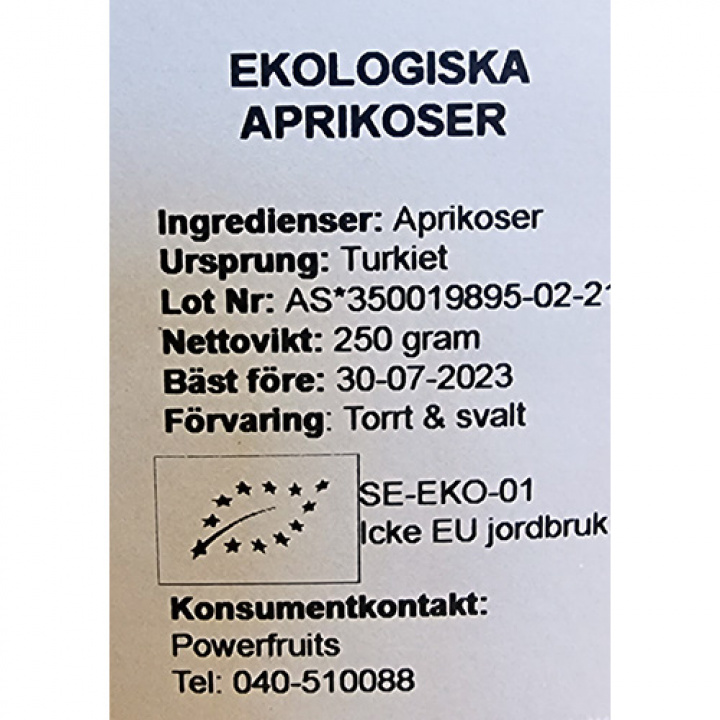 EKOLOGISKA
APRIKOSER
Ingredienser: Aprikoser
Ursprung: Turkiet
Lot Nr: AS*350019895-02-21
Nettovikt: 250 gram
Bäst före: 30-07-2023
Förvaring: Torrt & svalt
SE-EKO-01
Icke EU jordbruk
Konsumentkontakt:
Powerfruits
Tel: 040-510088